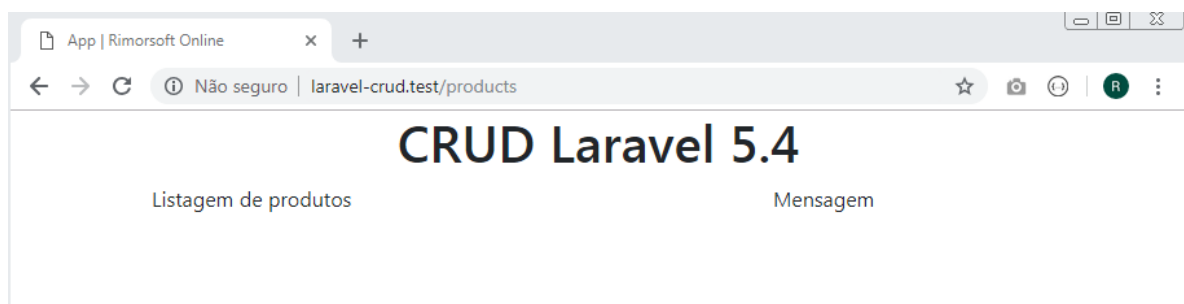 App | Rimorsoft Online
Não seguro | laravel-crud.test/products
R
CRUD Laravel 5.4
Listagem de produtos
Mensagem